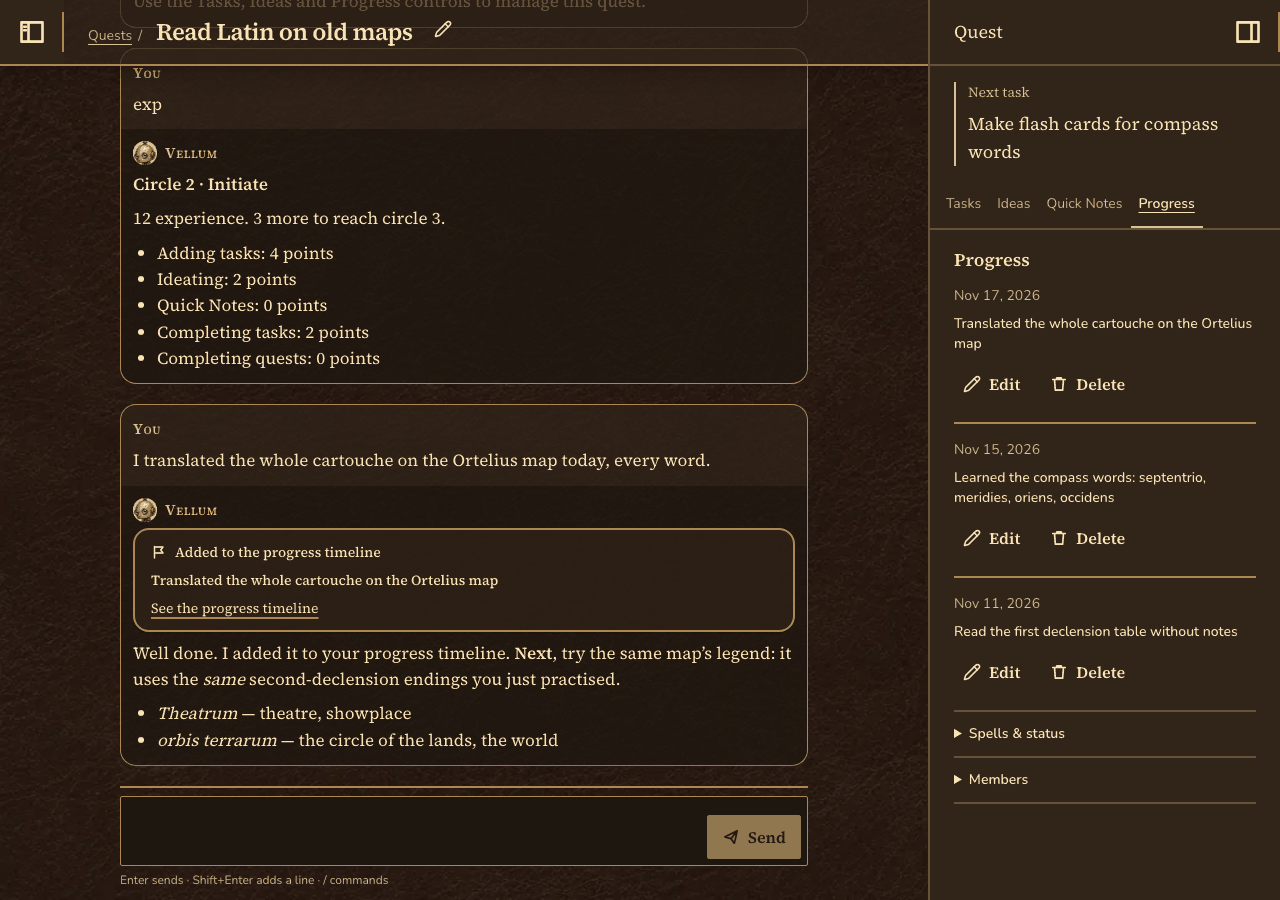 Use the Tasks, Ideas and Progress controls to manage this quest.
Quests / Read Latin on old maps
You
exp
Vellum
Circle 2 · Initiate
12 experience. 3 more to reach circle 3.
• Adding tasks: 4 points
• Ideating: 2 points
• Quick Notes: 0 points
• Completing tasks: 2 points
• Completing quests: 0 points
You
I translated the whole cartouche on the Ortelius map today, every word.
Vellum
Added to the progress timeline
Translated the whole cartouche on the Ortelius map
See the progress timeline
Well done. I added it to your progress timeline. Next, try the same map’s legend: it
uses the same second-declension endings you just practised.
• Theatrum — theatre, showplace
• orbis terrarum — the circle of the lands, the world
Send
Enter sends · Shift+Enter adds a line · / commands
Quest
Next task
Make flash cards for compass
words
Tasks Ideas Quick Notes Progress
Progress
Nov 17, 2026
Translated the whole cartouche on the Ortelius
map
Edit Delete
Nov 15, 2026
Learned the compass words: septentrio,
meridies, oriens, occidens
Edit Delete
Nov 11, 2026
Read the first declension table without notes
Edit Delete
Spells & status
Members